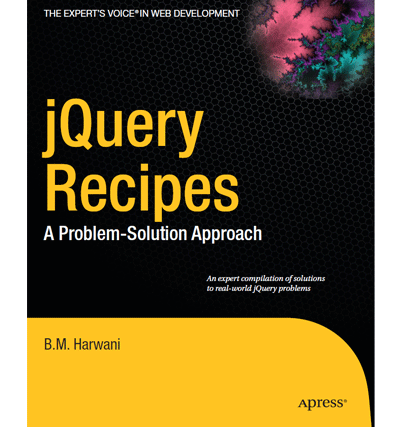 THE EXPERT'S VOICE® IN WEB DEVELOPMENT
jQuery
Recipes
A Problem-Solution Approach
An expert compilation of solutions
to real-world jQuery problems
B.M. Harwani
Apress®